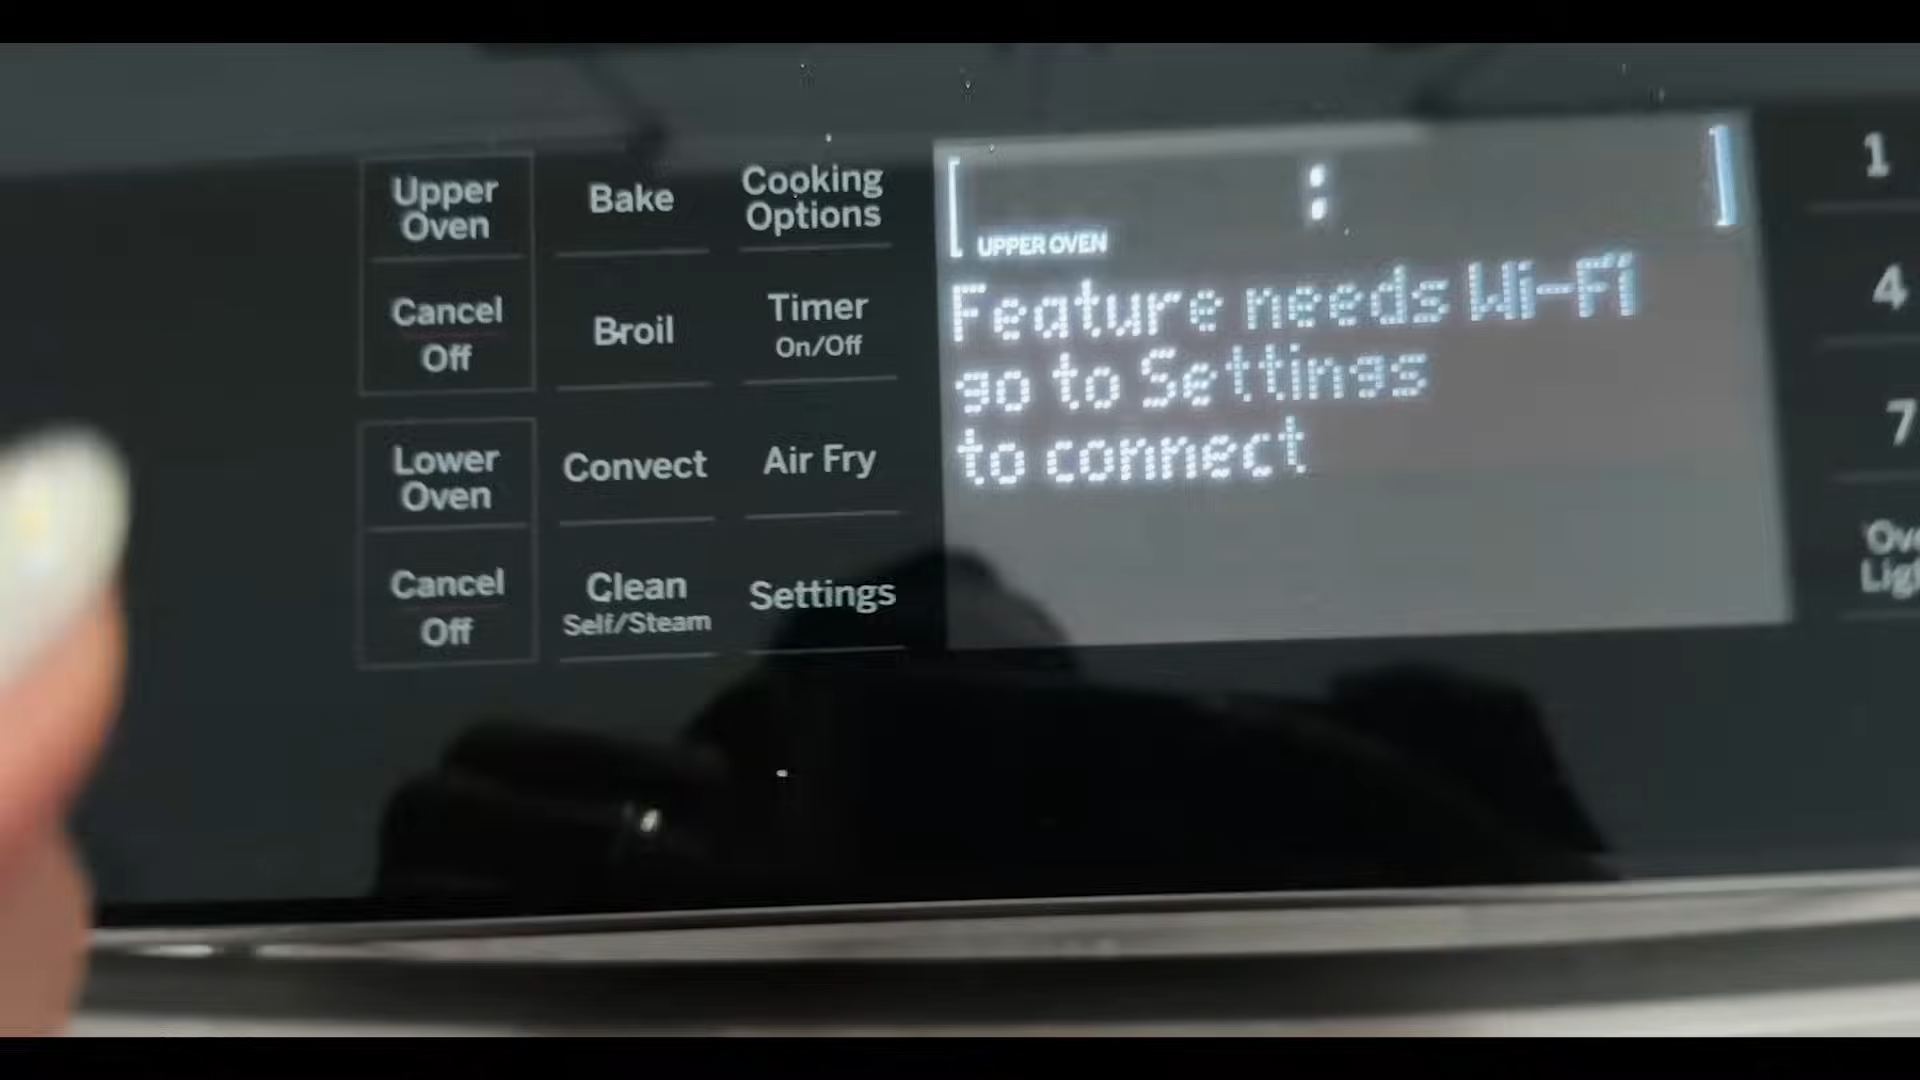 Upper
Oven
Cancel
Off
Lower
Oven
Cancel
Off
Bake
Broil
Convect
Clean
Self/Steam
Cooking
Options
Timer
On/Off
Air Fry
Settings
[ : ]
UPPER OVEN
Feature needs Wi-Fi
go to Settings
to connect
1
4
7